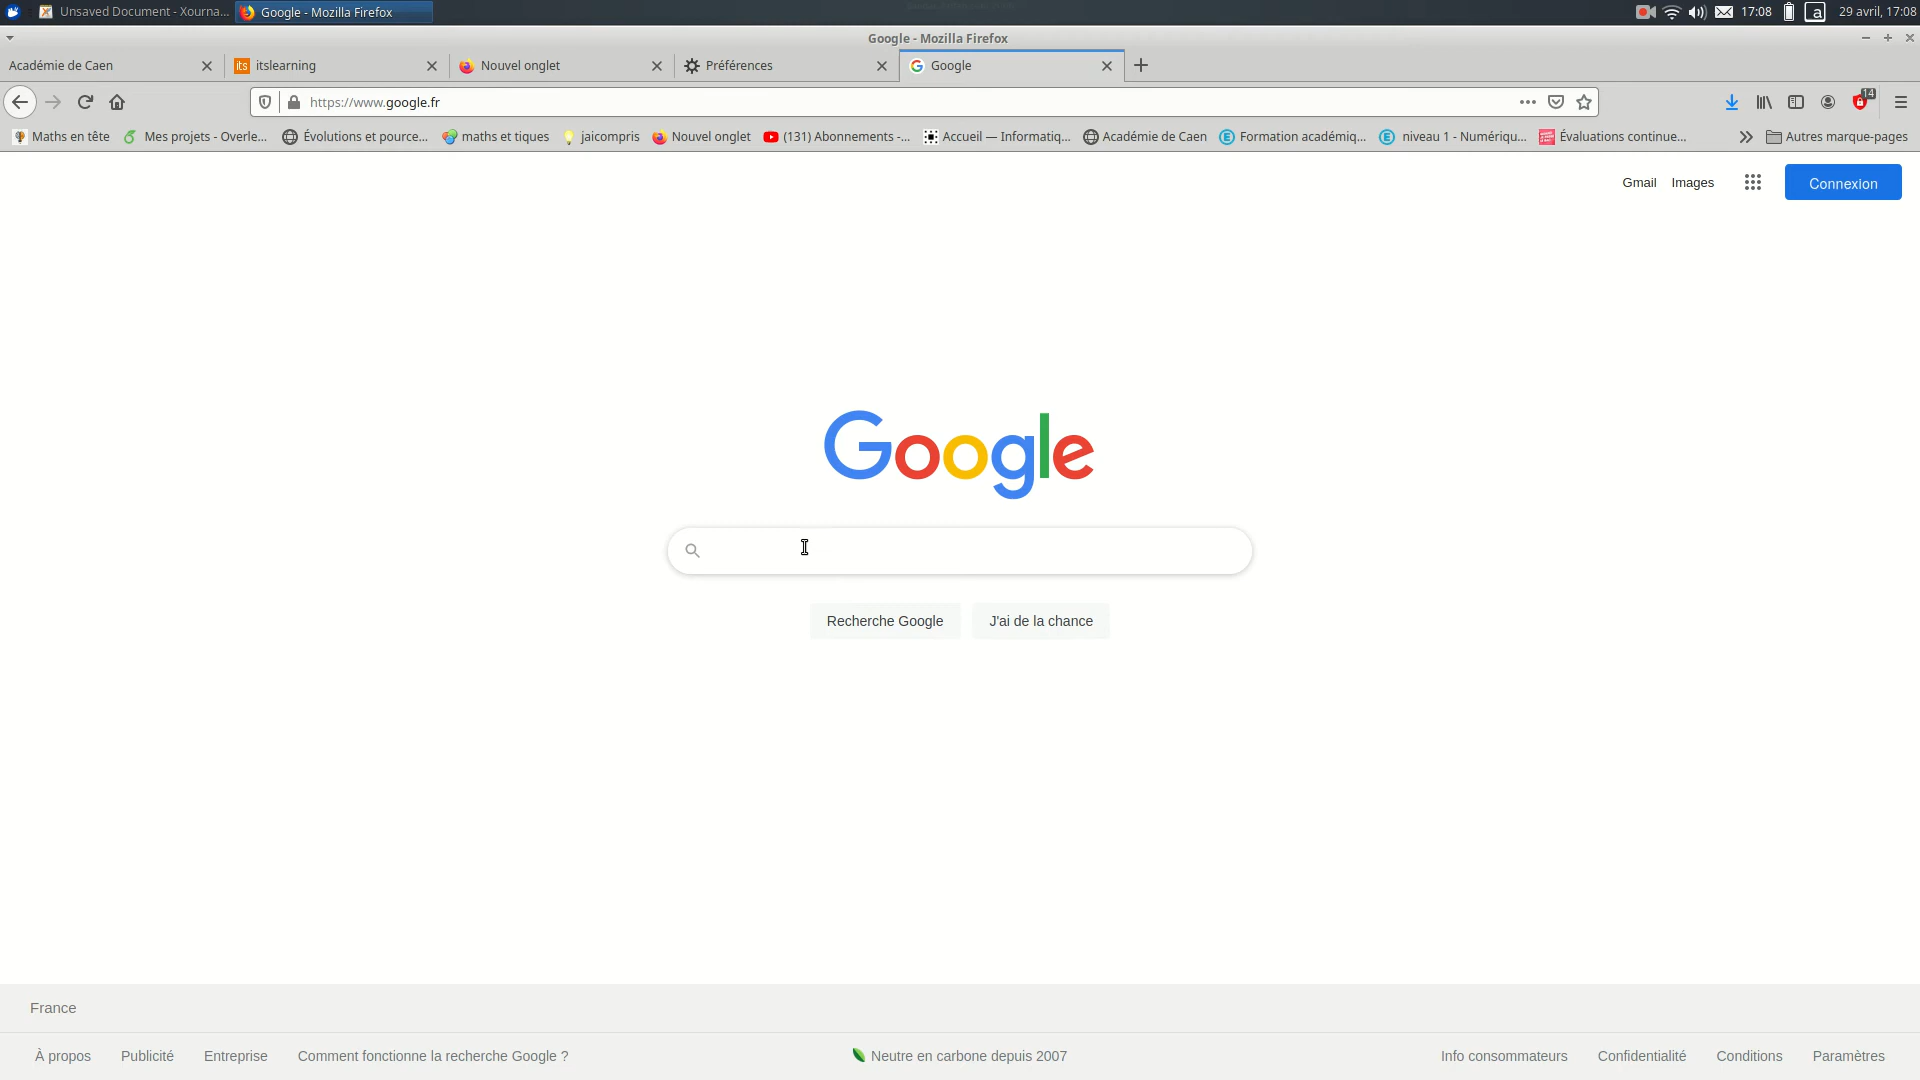 Unsaved Document - Xourna... Google - Mozilla Firefox 17:08 a 29 avril, 17:08
Google - Mozilla Firefox
Académie de Caen its itslearning Nouvel onglet Préférences Google
https://www.google.fr 14
Maths en tête Mes projets - Overle... Évolutions et pource... maths et tiques jaicompris Nouvel onglet (131) Abonnements -... Accueil — Informatiq... Académie de Caen Formation académiq... niveau 1 - Numériqu... Évaluations continue... Autres marque-pages
Gmail Images Connexion
Google
Recherche Google J'ai de la chance
France
À propos Publicité Entreprise Comment fonctionne la recherche Google ? Neutre en carbone depuis 2007 Info consommateurs Confidentialité Conditions Paramètres